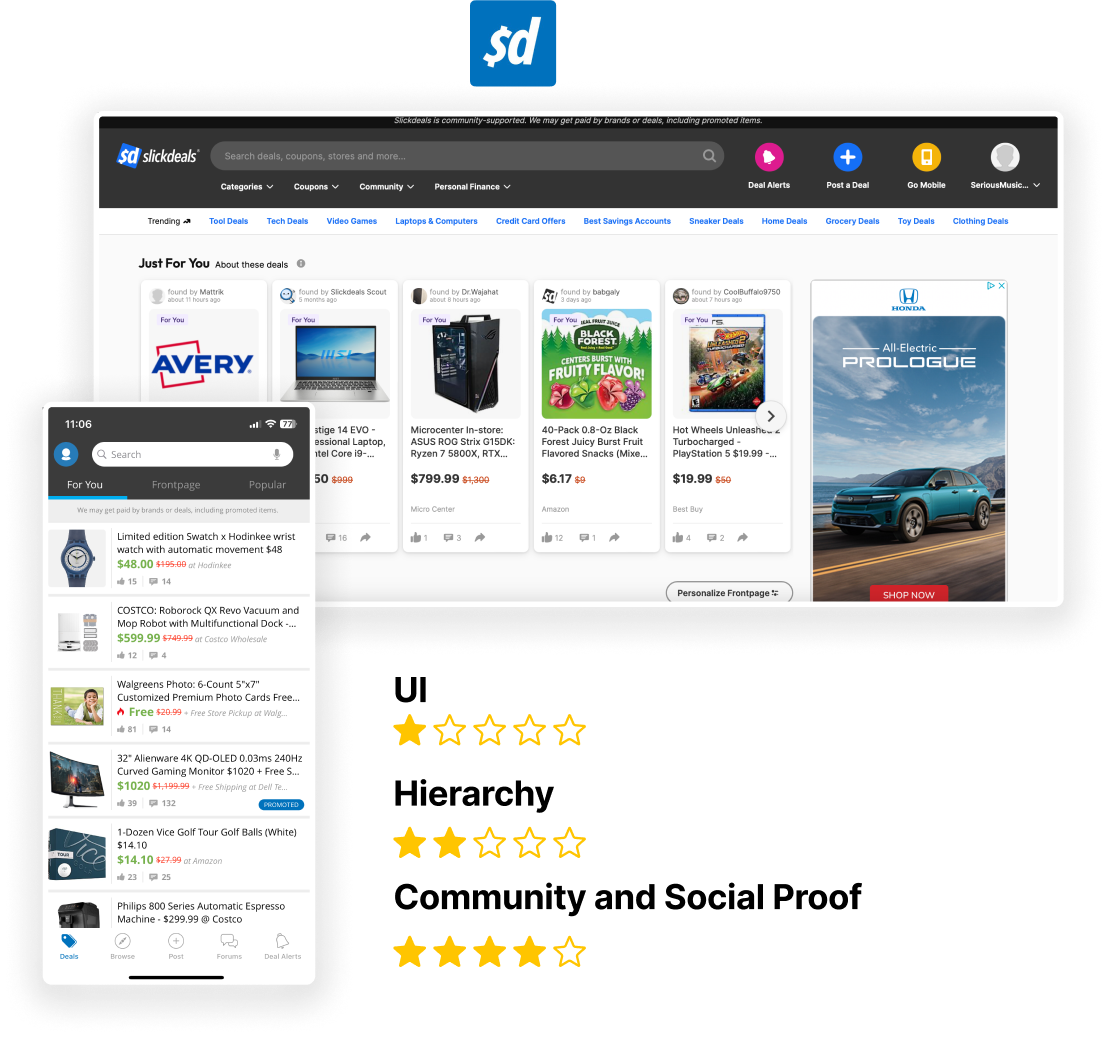 $d
Slickdeals is community-supported. We may get paid by brands or deals, including promoted items.
$d slickdeals
Search deals, coupons, stores and more...
Categories
Coupons
Community
Personal Finance
Deal Alerts
Post a Deal
Go Mobile
SeriousMusic...
Trending
Tool Deals
Tech Deals
Video Games
Laptops & Computers
Credit Card Offers
Best Savings Accounts
Sneaker Deals
Home Deals
Grocery Deals
Toy Deals
Clothing Deals
Just For You About these deals
found by Mattrik
about 11 hours ago
For You
AVERY
found by Slickdeals Scout
5 months ago
For You
msi
stige 14 EVO -
essional Laptop,
ntel Core i9-...
50 $999
16
found by Dr.Wajahat
about 8 hours ago
For You
Microcenter In-store:
ASUS ROG Strix G15DK:
Ryzen 7 5800X, RTX...
$799.99 $1,300
Micro Center
1
3
found by babgaly
3 days ago
For You
REAL FRUIT JUICE
BLACK
FOREST
CENTERS BURST WITH
FRUITY FLAVOR!
40-Pack 0.8-Oz Black
Forest Juicy Burst Fruit
Flavored Snacks (Mixe...
$6.17 $9
Amazon
12
1
found by CoolBuffalo9750
about 7 hours ago
For You
Hot Wheels Unleashed 2
Turbocharged -
PlayStation 5 $19.99 -...
$19.99 $50
Best Buy
4
2
Personalize Frontpage
HONDA
All-Electric
PROLOGUE
SHOP NOW
11:06
77
Search
For You
Frontpage
Popular
We may get paid by brands or deals, including promoted items.
Limited edition Swatch x Hodinkee wrist
watch with automatic movement $48
$48.00 $195.00 at Hodinkee
15
14
COSTCO: Roborock QX Revo Vacuum and
Mop Robot with Multifunctional Dock -...
$599.99 $749.99 at Costco Wholesale
12
4
THANKS
Walgreens Photo: 6-Count 5"x7"
Customized Premium Photo Cards Free...
Free $20.99 + Free Store Pickup at Walg...
81
14
32" Alienware 4K QD-OLED 0.03ms 240Hz
Curved Gaming Monitor $1020 + Free S...
$1020 $1,199.99 + Free Shipping at Dell Te...
39
132
PROMOTED
Vice
TOUR
1-Dozen Vice Golf Tour Golf Balls (White)
$14.10
$14.10 $27.99 at Amazon
23
25
Philips 800 Series Automatic Espresso
Machine - $299.99 @ Costco
Deals
Browse
Post
Forums
Deal Alerts
UI
Hierarchy
Community and Social Proof